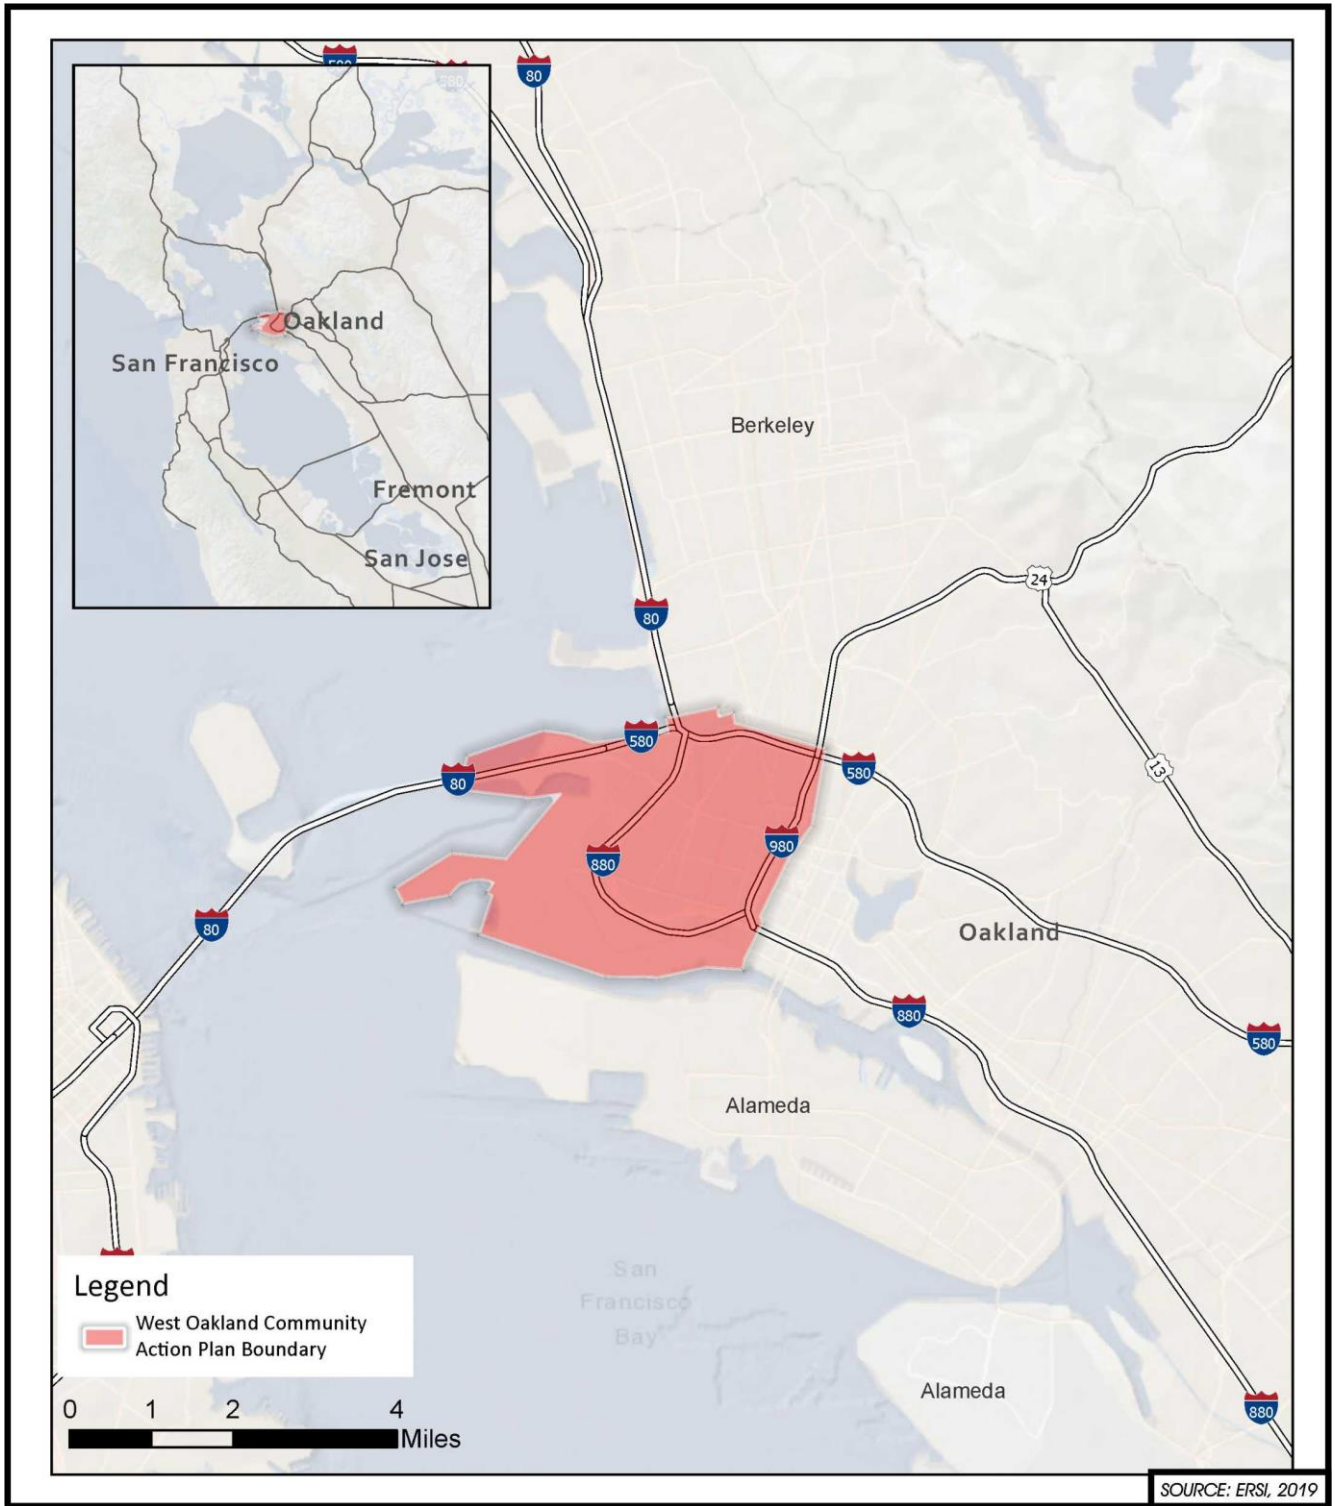 580
580
80
Oakland
San Francisco
Fremont
San Jose
Berkeley
24
80
580
80
580
13
980
880
80
Oakland
880
580
Alameda
San
Francisco
Bay
Legend
West Oakland Community
Action Plan Boundary
Alameda
0 1 2 4
Miles
880
SOURCE: ERSI, 2019